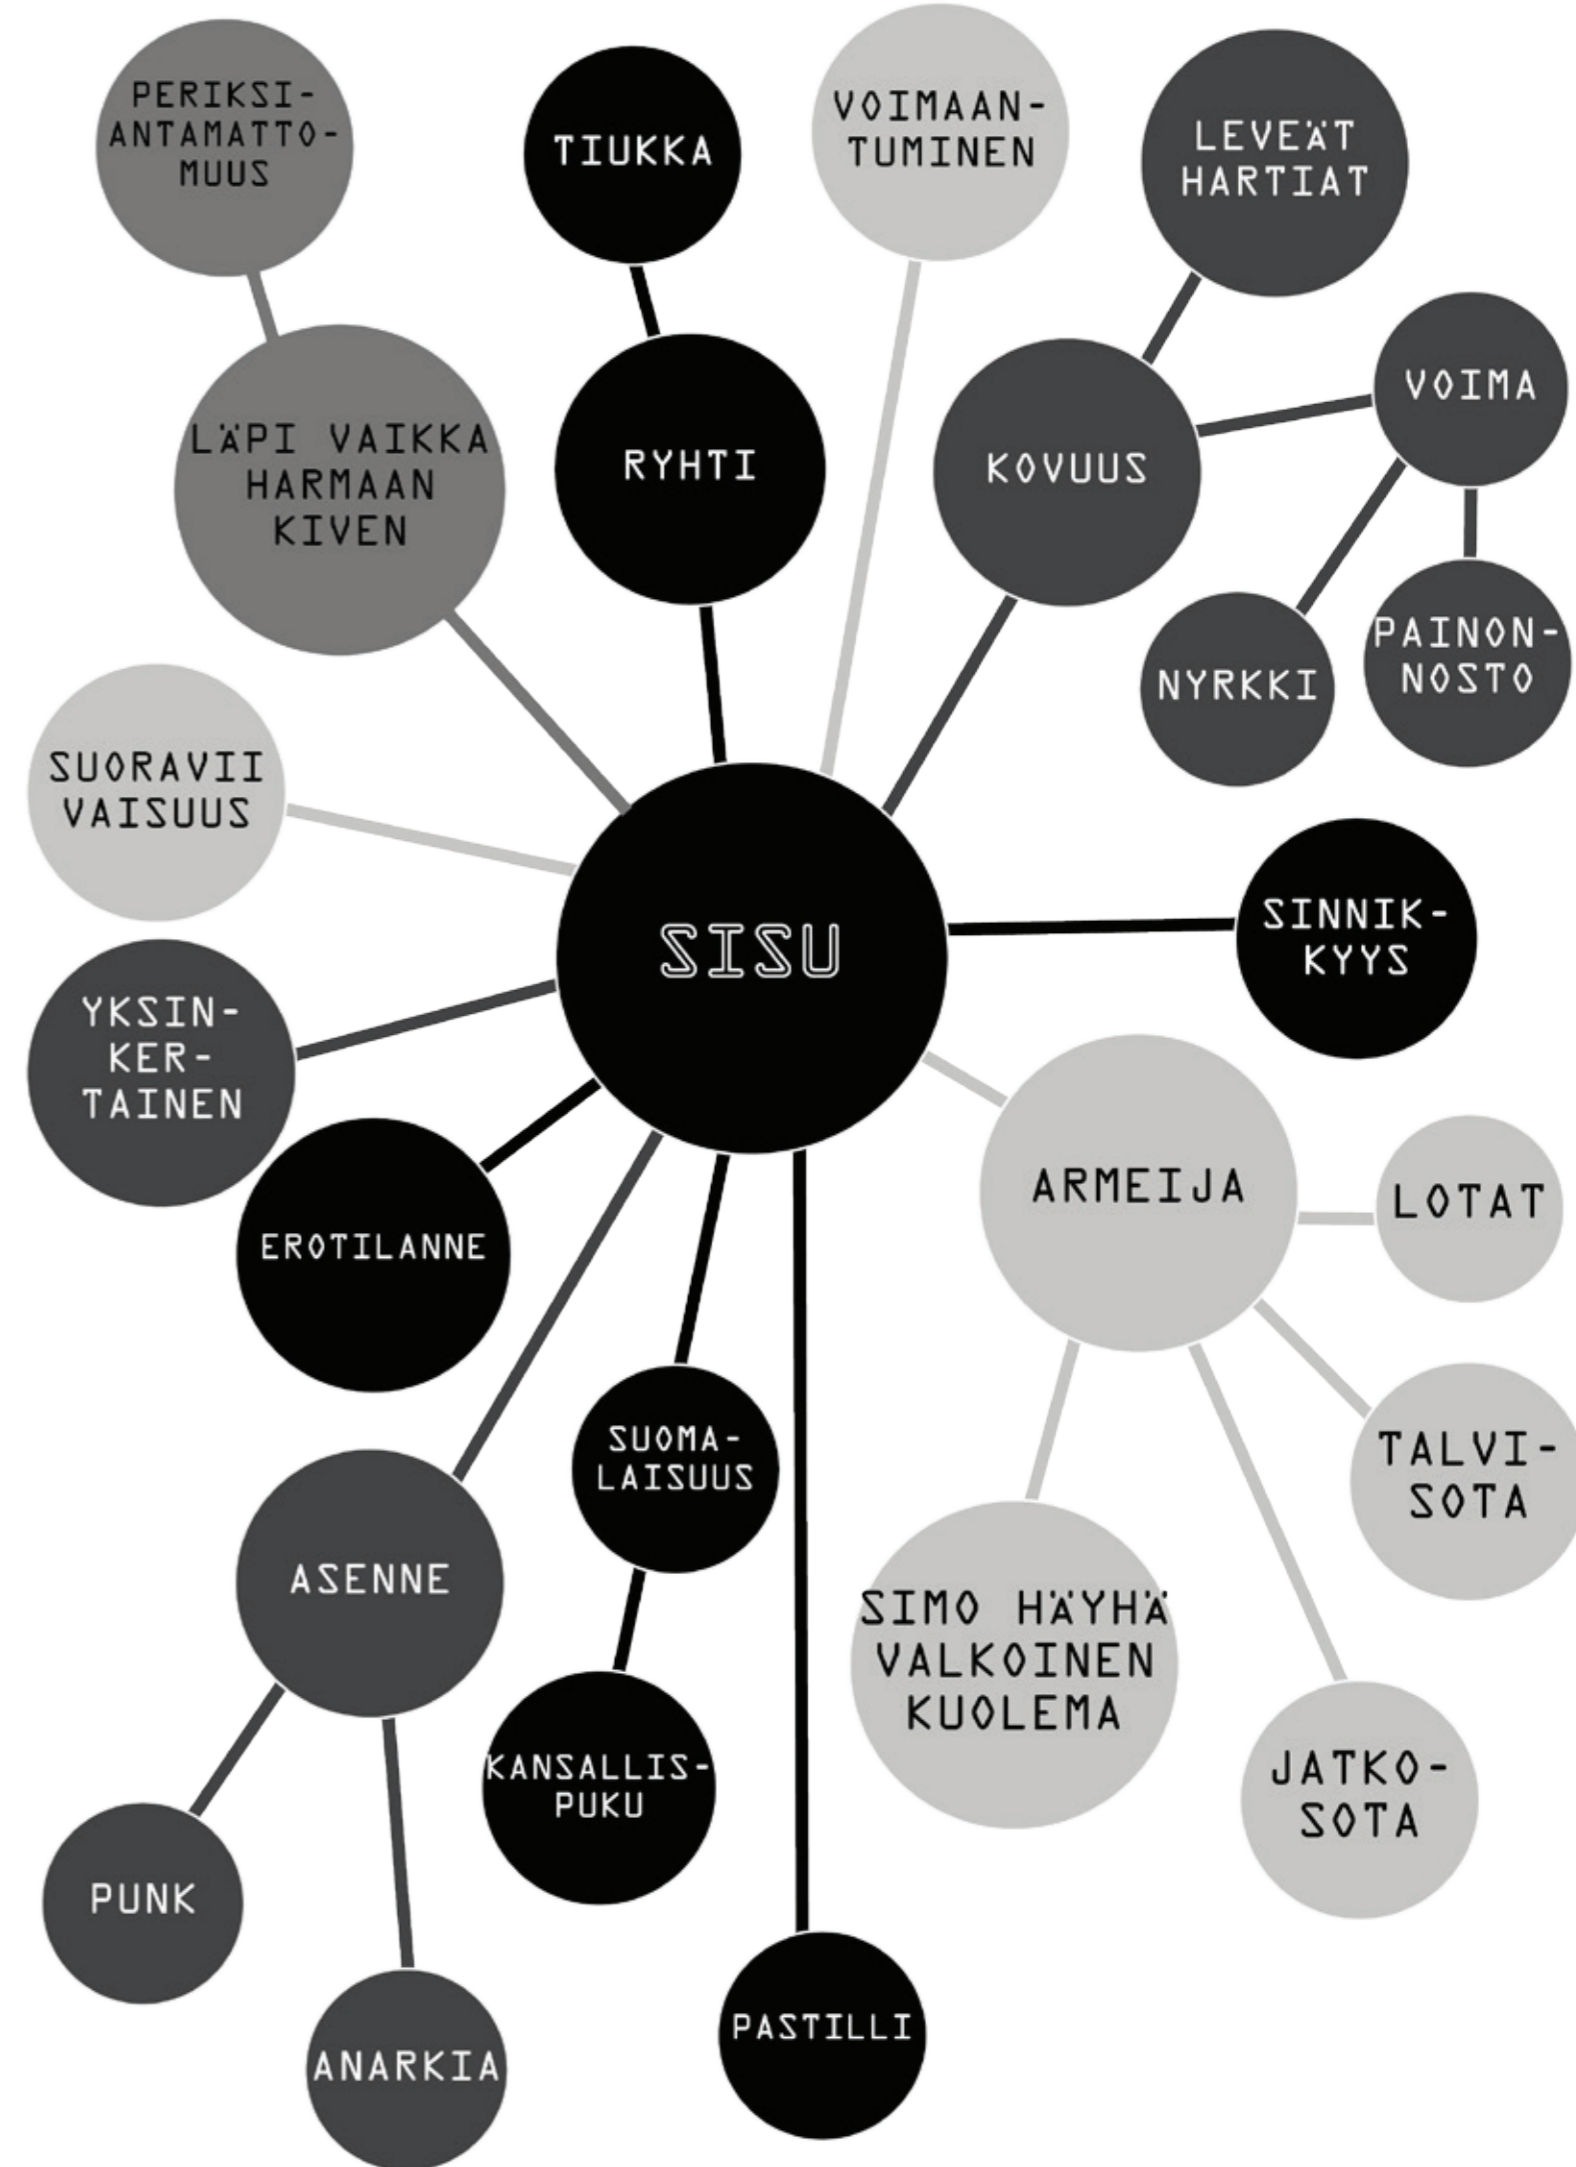 PERIKSI-
ANTAMATTO-
MUUS
TIUKKA
VOIMAAN-
TUMINEN
LEVEÄT
HARTIAT
VOIMA
LÄPI VAIKKA
HARMAAN
KIVEN
RYHTI
KOVUUS
NYRKKI
PAINON-
NOSTO
SUORAVII
VAISUUS
SISU
SINNIK-
KYYS
YKSIN-
KER-
TAINEN
EROTILANNE
ARMEIJA
LOTAT
SUOMA-
LAISUUS
TALVI-
SOTA
ASENNE
SIMO HÄYHÄ
VALKOINEN
KUOLEMA
KANSALLIS-
PUKU
JATKO-
SOTA
PUNK
ANARKIA
PASTILLI